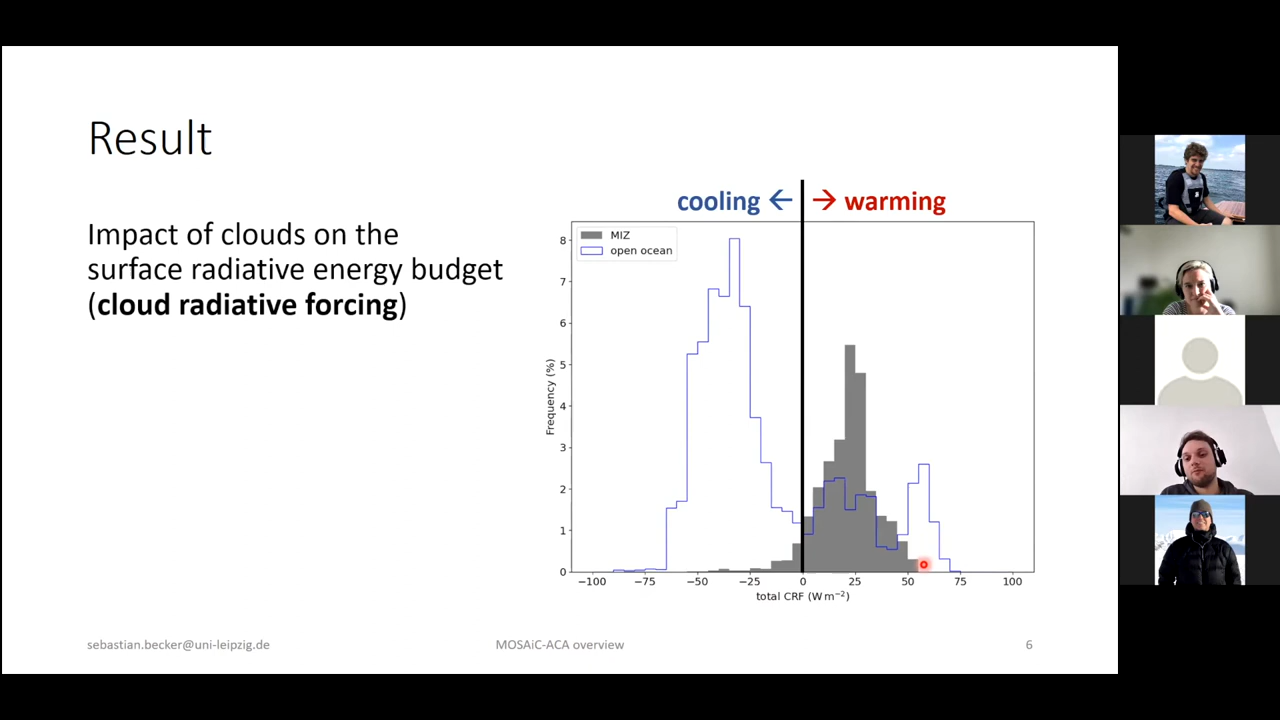 Result
Impact of clouds on the
surface radiative energy budget
(cloud radiative forcing)
cooling ← → warming
MIZ
open ocean
8
7
6
5
4
3
2
1
0
Frequency (%)
−100 −75 −50 −25 0 25 50 75 100
total CRF (W m⁻²)
sebastian.becker@uni-leipzig.de MOSAiC-ACA overview 6